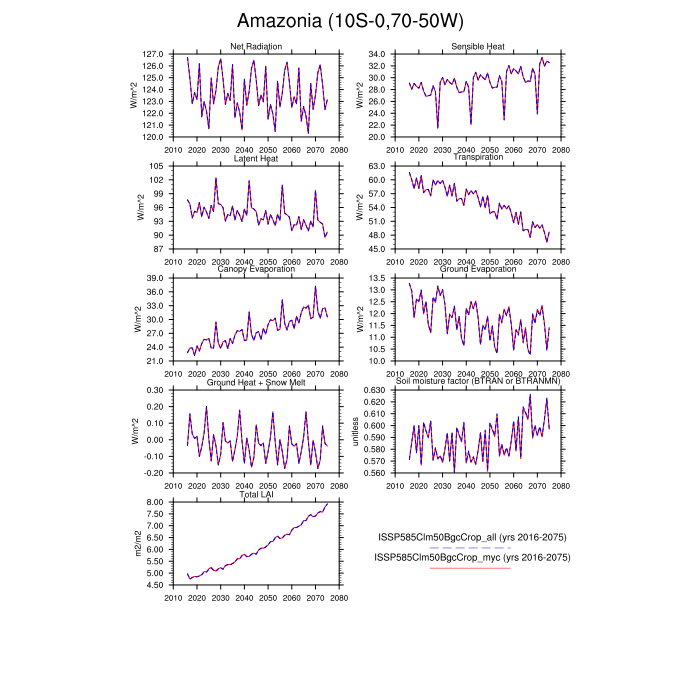 Amazonia (10S-0,70-50W)
Net Radiation
W/m^2
127.0
126.0
125.0
124.0
123.0
122.0
121.0
120.0
2010 2020 2030 2040 2050 2060 2070 2080
Sensible Heat
W/m^2
34.0
32.0
30.0
28.0
26.0
24.0
22.0
20.0
2010 2020 2030 2040 2050 2060 2070 2080
Latent Heat
W/m^2
105
102
99
96
93
90
87
2010 2020 2030 2040 2050 2060 2070 2080
Transpiration
W/m^2
63.0
60.0
57.0
54.0
51.0
48.0
45.0
2010 2020 2030 2040 2050 2060 2070 2080
Canopy Evaporation
W/m^2
39.0
36.0
33.0
30.0
27.0
24.0
21.0
2010 2020 2030 2040 2050 2060 2070 2080
Ground Evaporation
W/m^2
13.5
13.0
12.5
12.0
11.5
11.0
10.5
10.0
2010 2020 2030 2040 2050 2060 2070 2080
Ground Heat + Snow Melt
W/m^2
0.30
0.20
0.10
0.00
-0.10
-0.20
2010 2020 2030 2040 2050 2060 2070 2080
Soil moisture factor (BTRAN or BTRANMN)
unitless
0.630
0.620
0.610
0.600
0.590
0.580
0.570
0.560
2010 2020 2030 2040 2050 2060 2070 2080
Total LAI
m2/m2
8.00
7.50
7.00
6.50
6.00
5.50
5.00
4.50
2010 2020 2030 2040 2050 2060 2070 2080
ISSP585Clm50BgcCrop_all (yrs 2016-2075)
ISSP585Clm50BgcCrop_myc (yrs 2016-2075)